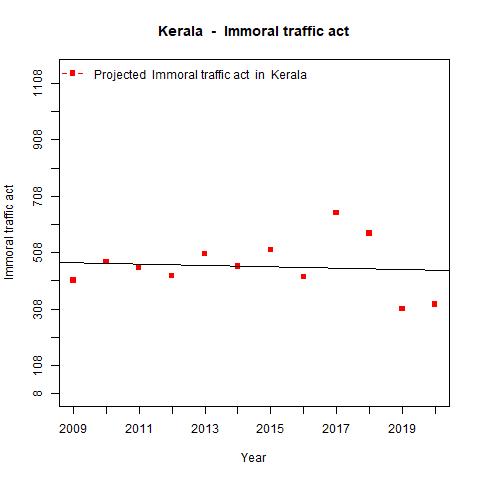 Kerala - Immoral traffic act
Projected Immoral traffic act in Kerala
1108
908
708
508
308
108
8
Immoral traffic act
2009 2011 2013 2015 2017 2019
Year